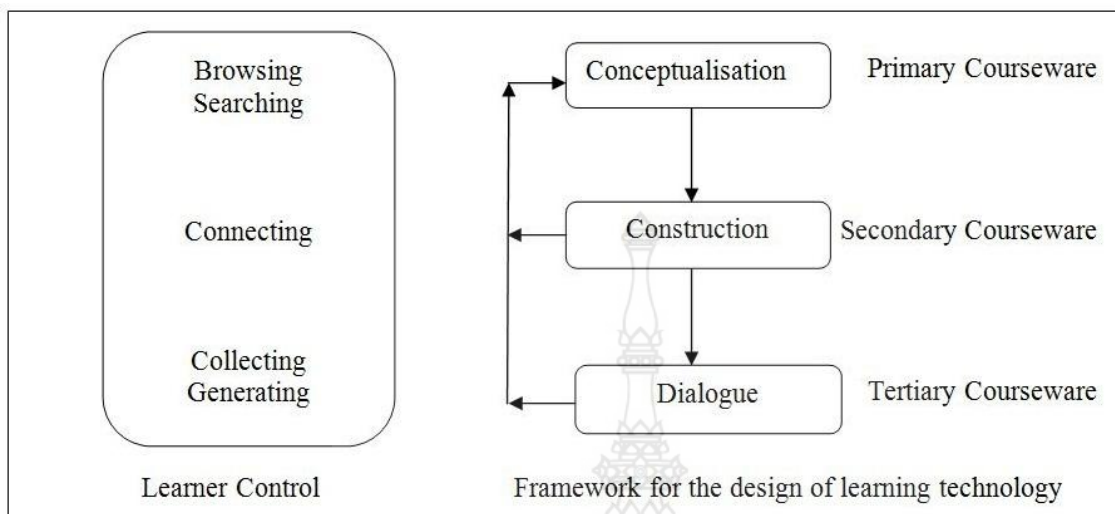 Browsing
Searching
Connecting
Collecting
Generating
Learner Control
Conceptualisation
Primary Courseware
Construction
Secondary Courseware
Dialogue
Tertiary Courseware
Framework for the design of learning technology